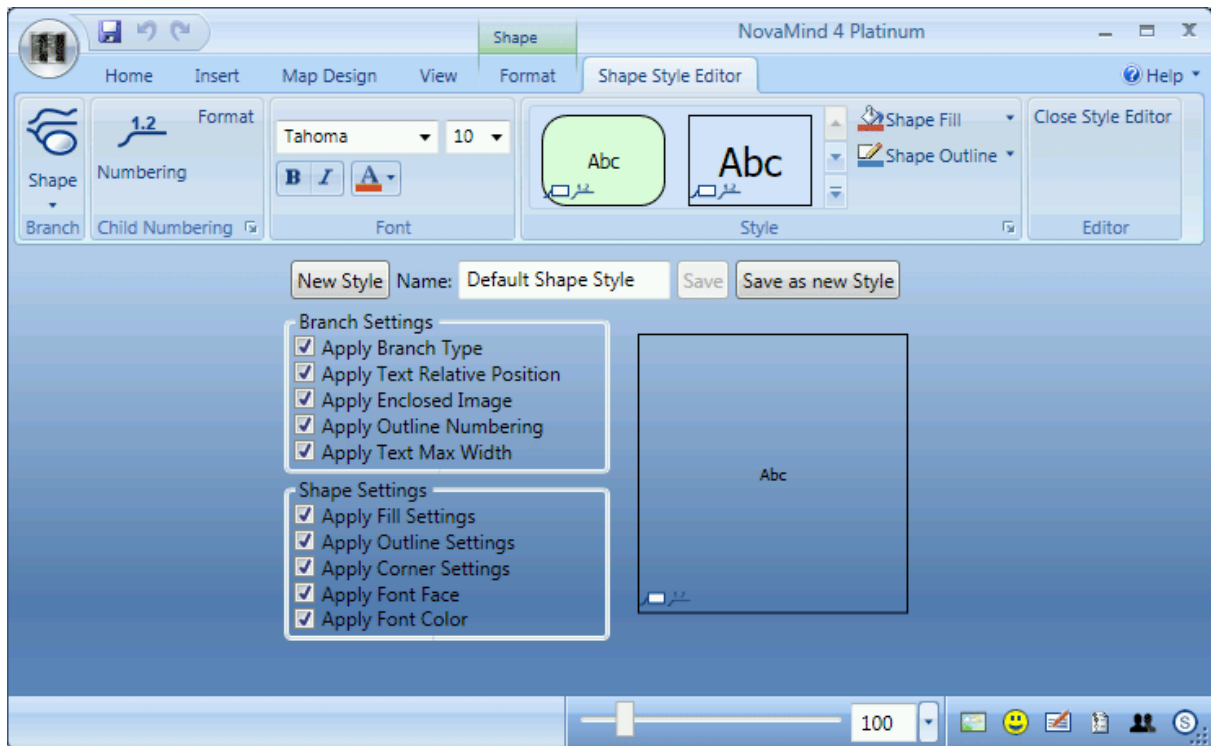 Shape
NovaMind 4 Platinum
Home Insert Map Design View Format Shape Style Editor Help
1.2 Format
Numbering
Shape
Branch
Child Numbering
Tahoma 10
B I A
Font
Abc Abc
Shape Fill
Shape Outline
Style
Close Style Editor
Editor
New Style Name: Default Shape Style Save Save as new Style
Branch Settings
Apply Branch Type
Apply Text Relative Position
Apply Enclosed Image
Apply Outline Numbering
Apply Text Max Width
Shape Settings
Apply Fill Settings
Apply Outline Settings
Apply Corner Settings
Apply Font Face
Apply Font Color
Abc
100
S